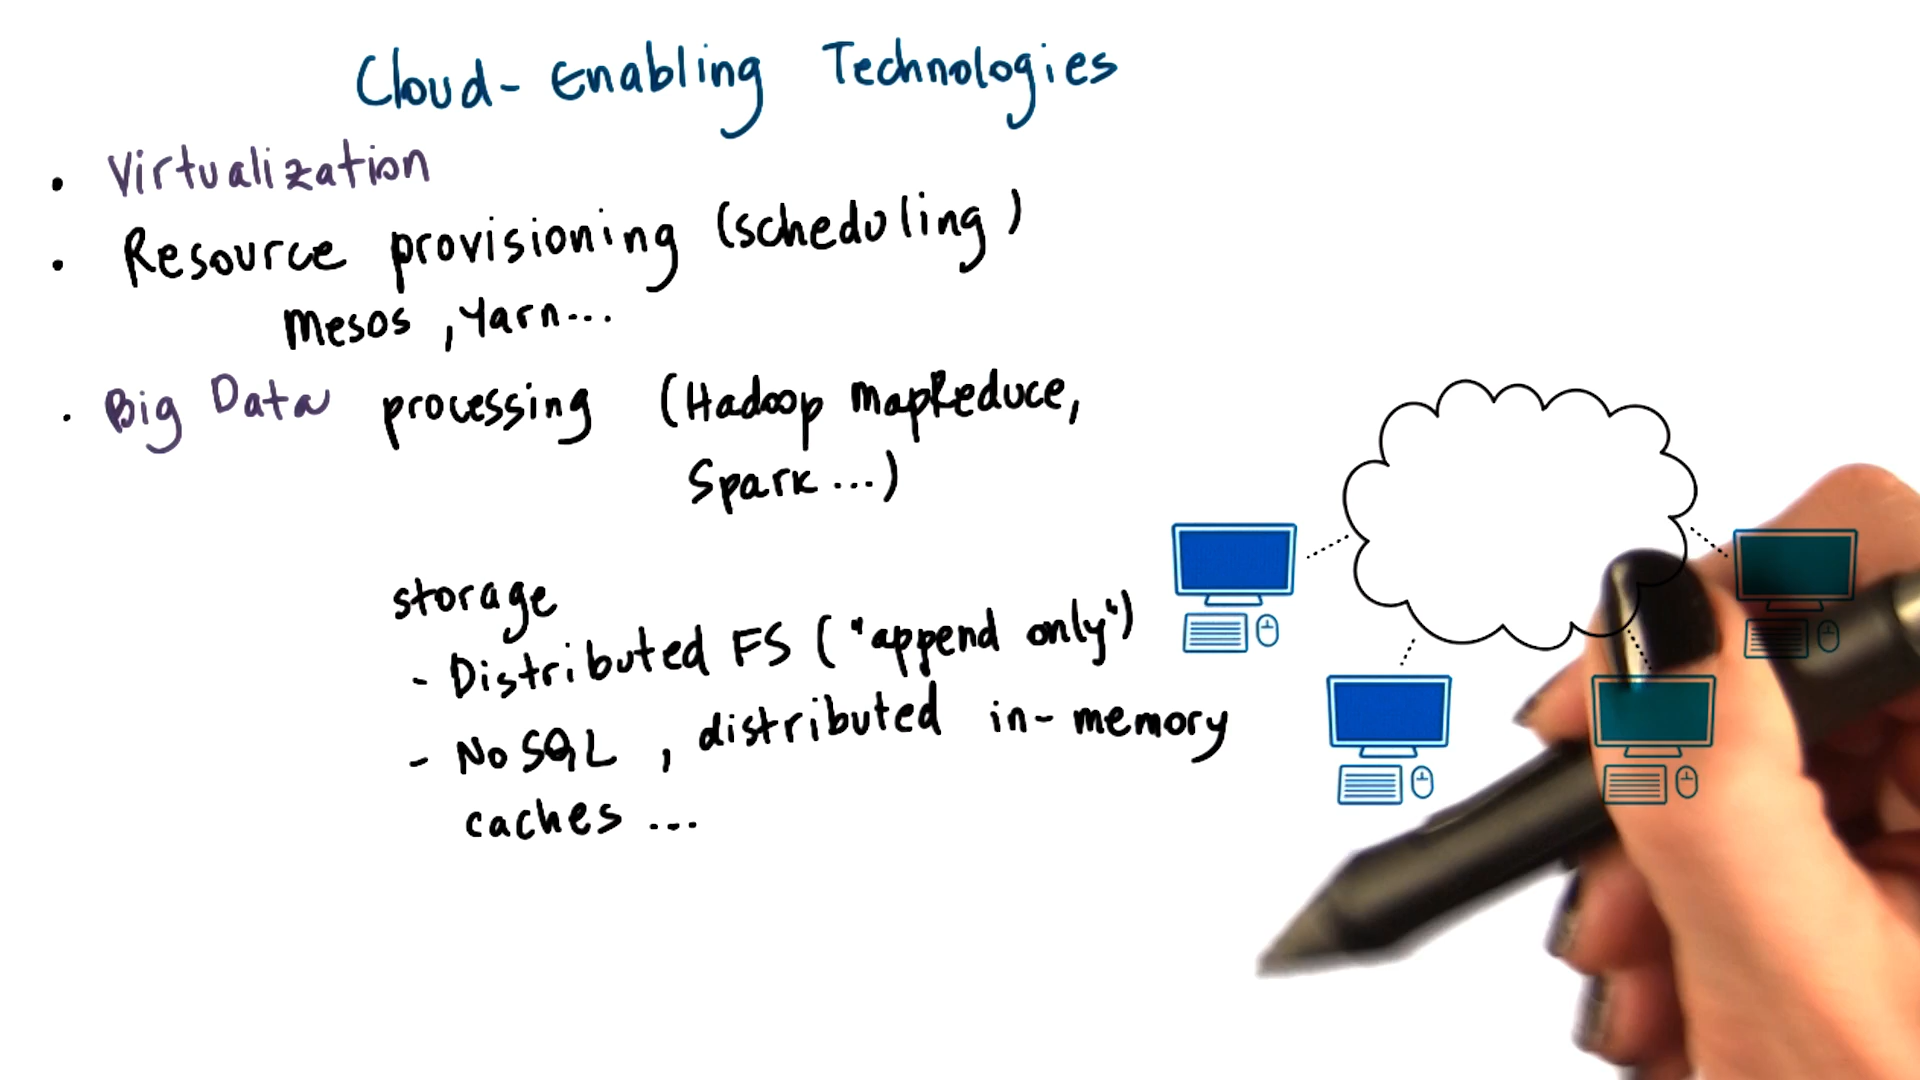 Cloud-Enabling Technologies
• Virtualization
• Resource provisioning (scheduling)
Mesos, Yarn...
• Big Data processing (Hadoop MapReduce,
Spark...)
storage
- Distributed FS ("append only")
- NoSQL, distributed in-memory
caches ...